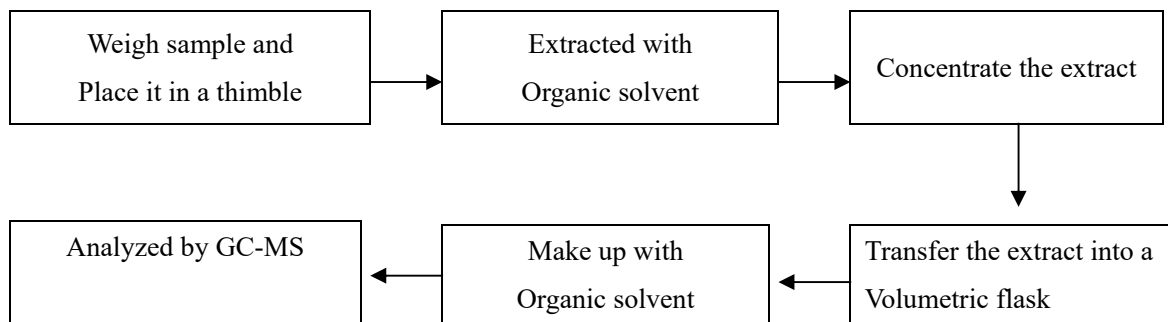 Weigh sample and
Place it in a thimble
Extracted with
Organic solvent
Concentrate the extract
Transfer the extract into a
Volumetric flask
Make up with
Organic solvent
Analyzed by GC-MS